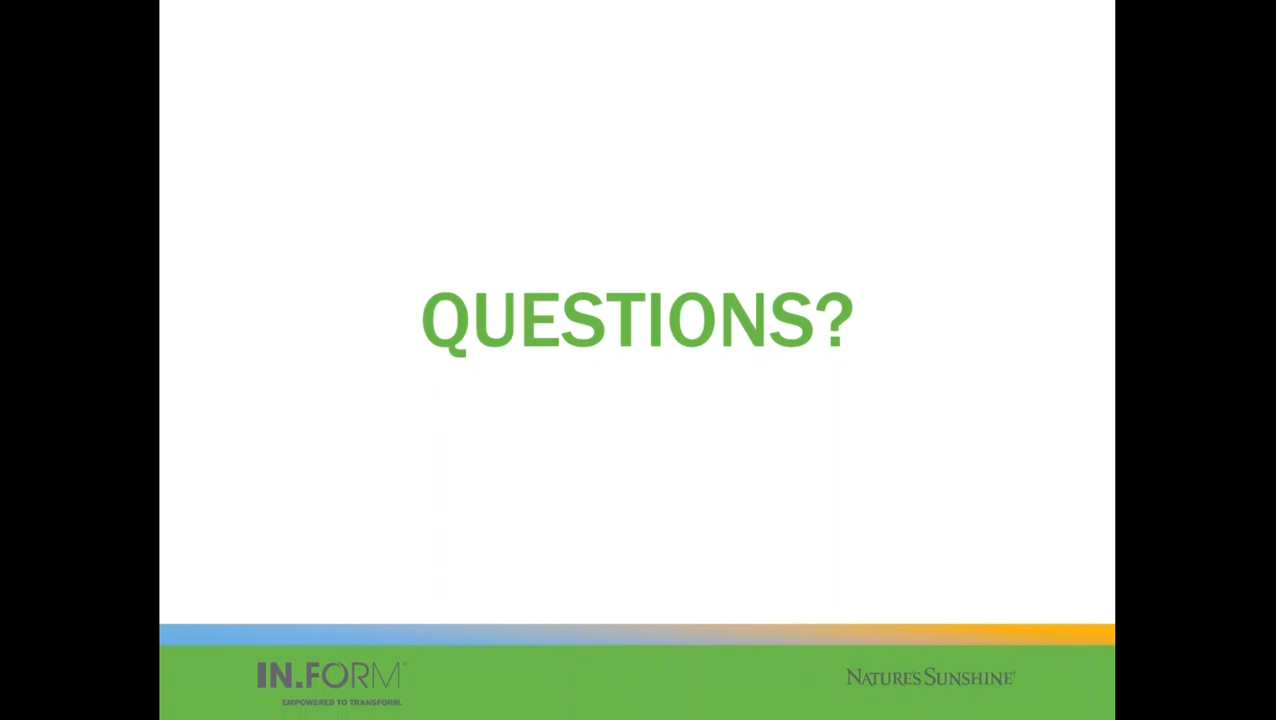 QUESTIONS?
IN.FORM®
EMPOWERED TO TRANSFORM.
NATURE'S SUNSHINE®